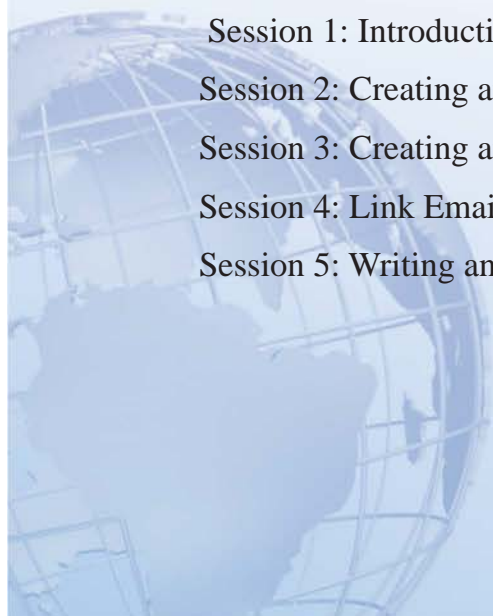 Session 1: Introducti
Session 2: Creating a
Session 3: Creating a
Session 4: Link Emai
Session 5: Writing an